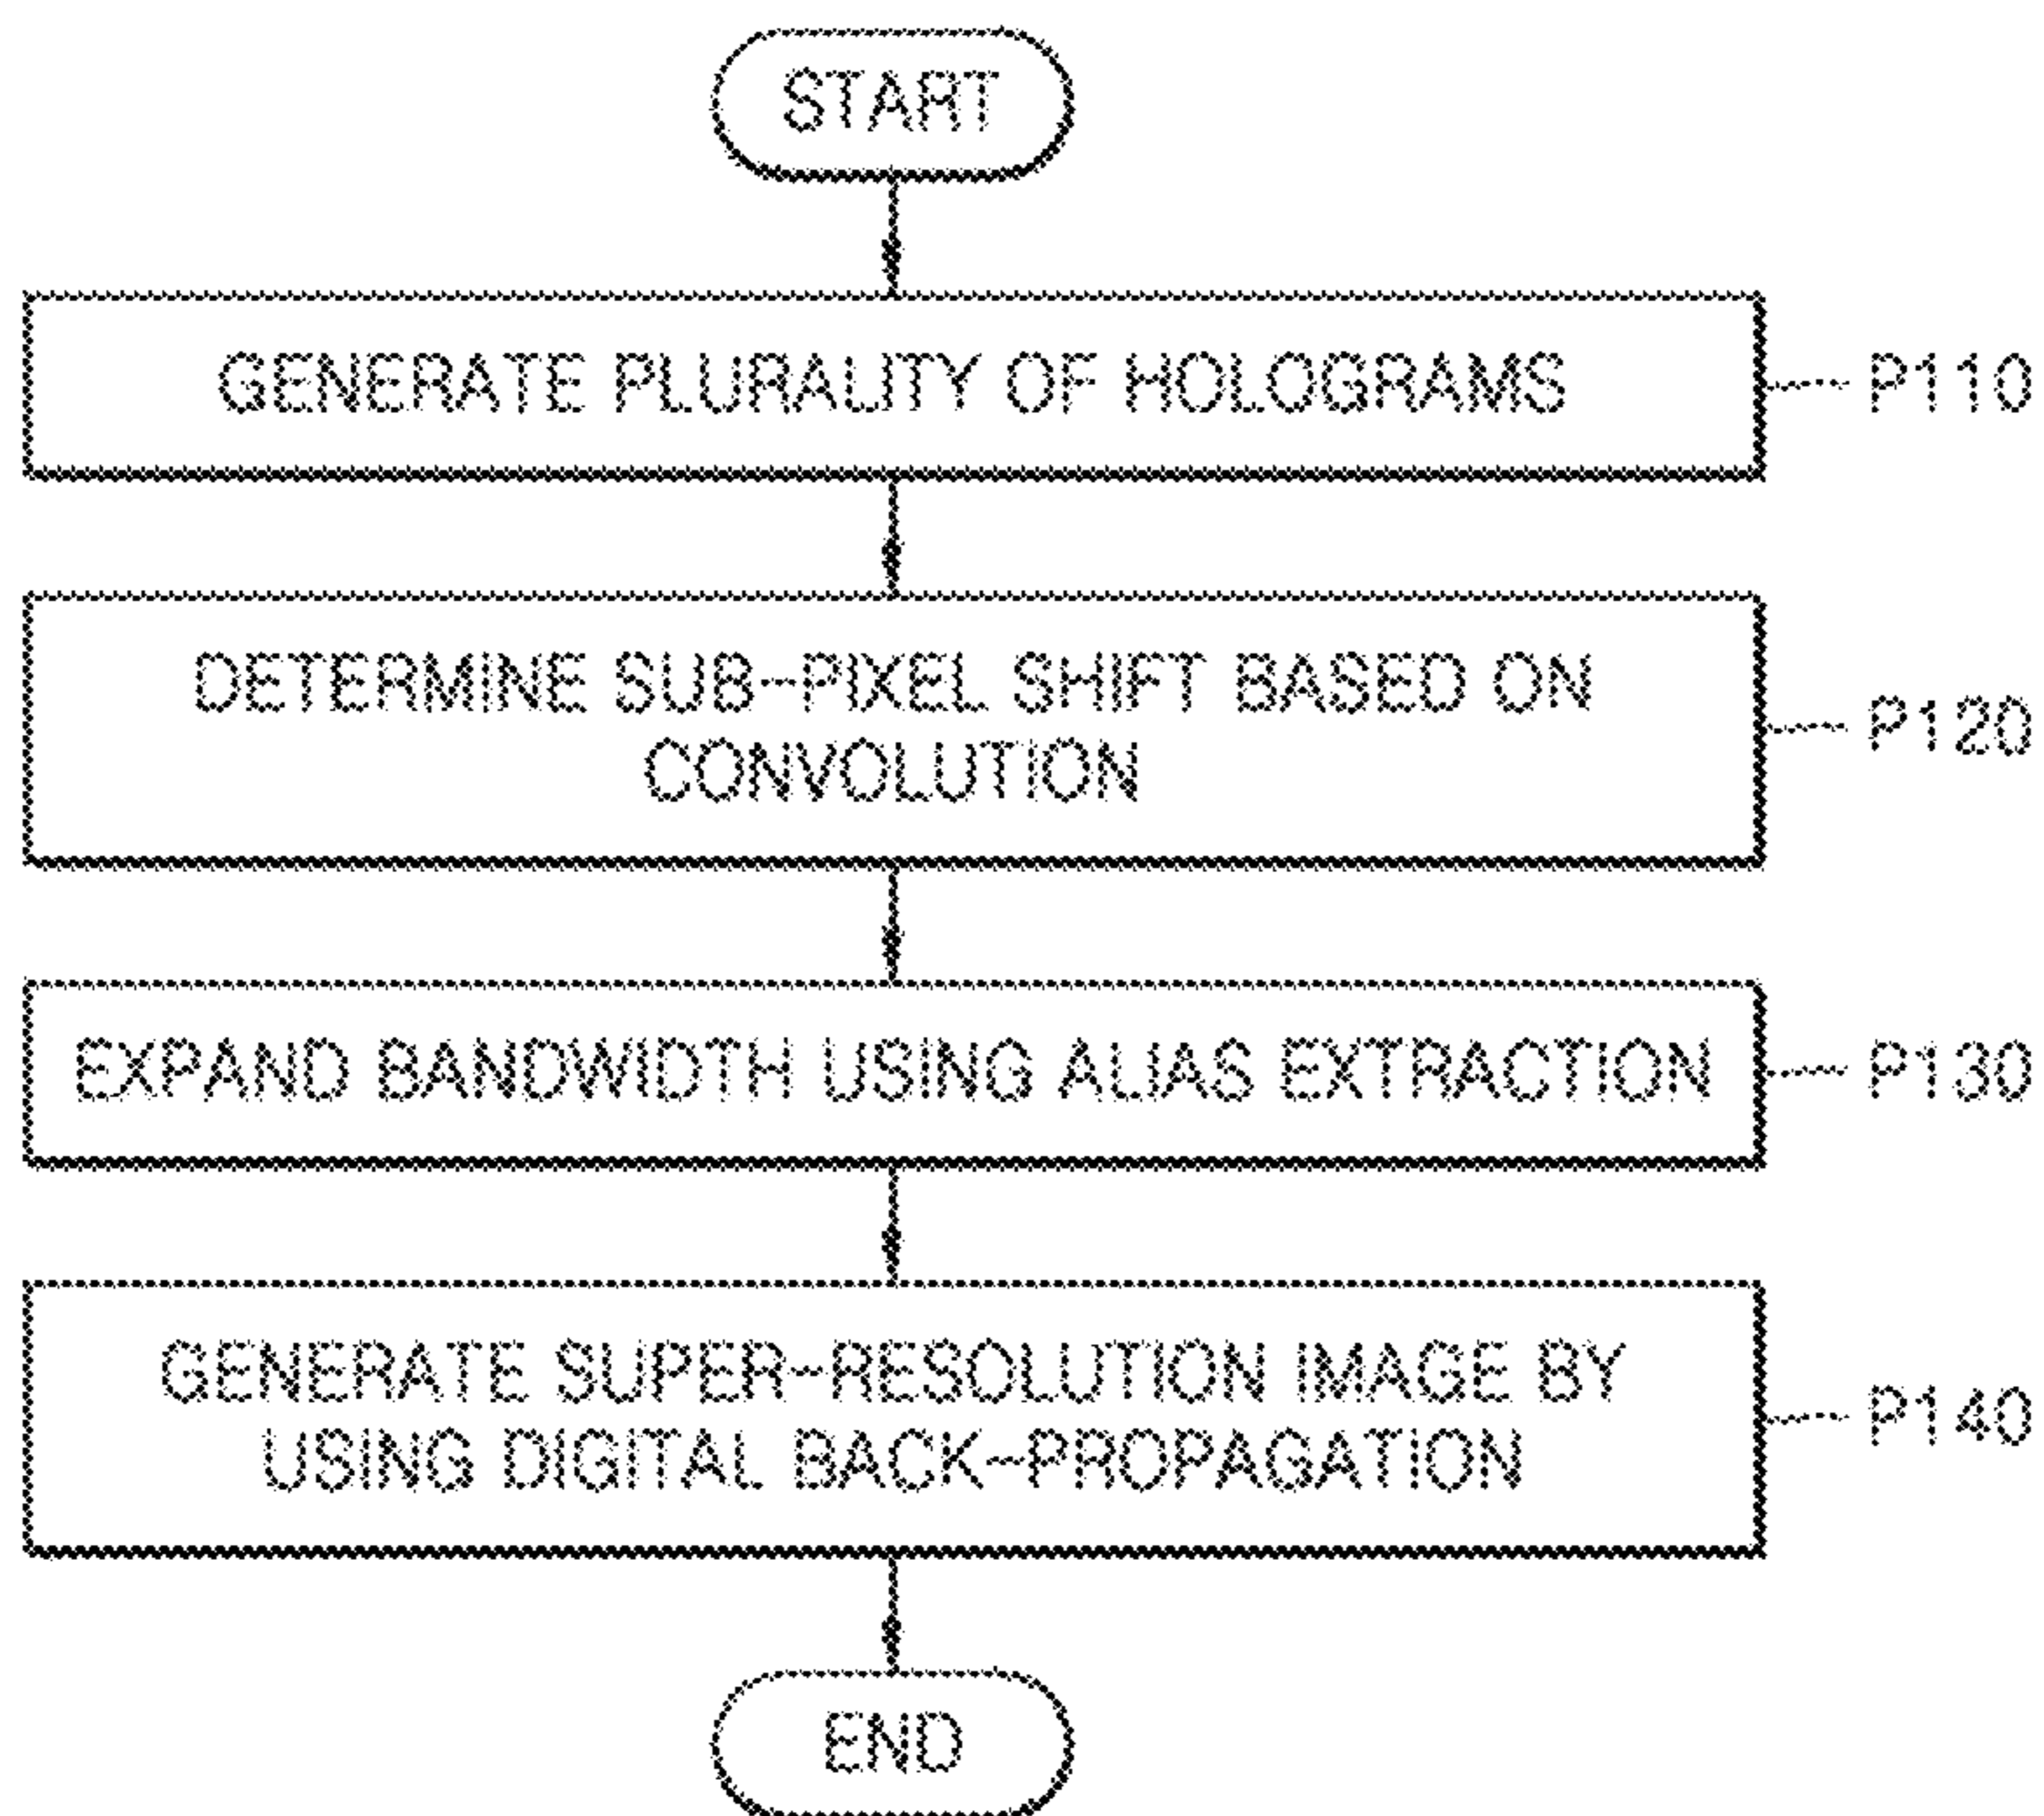 START
GENERATE PLURALITY OF HOLOGRAMS
P110
DETERMINE SUB-PIXEL SHIFT BASED ON
CONVOLUTION
P120
EXPAND BANDWIDTH USING ALIAS EXTRACTION
P130
GENERATE SUPER-RESOLUTION IMAGE BY
USING DIGITAL BACK-PROPAGATION
P140
END